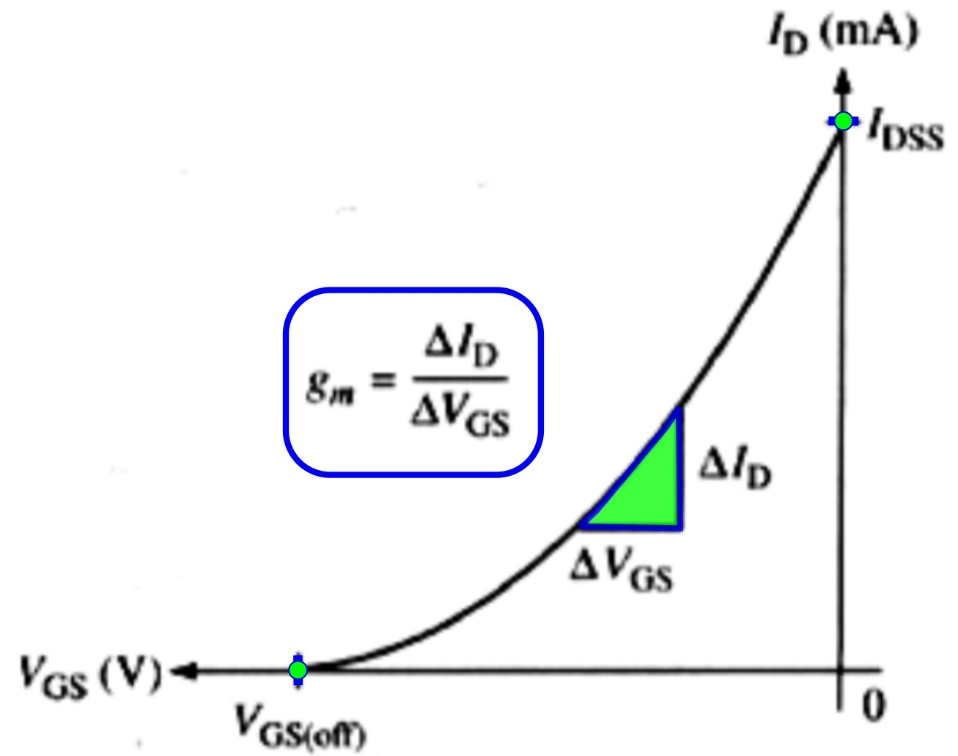 I_D (mA)
I_DSS
g_m = ΔI_D / ΔV_GS
ΔI_D
ΔV_GS
V_GS (V)
V_GS(off)
0